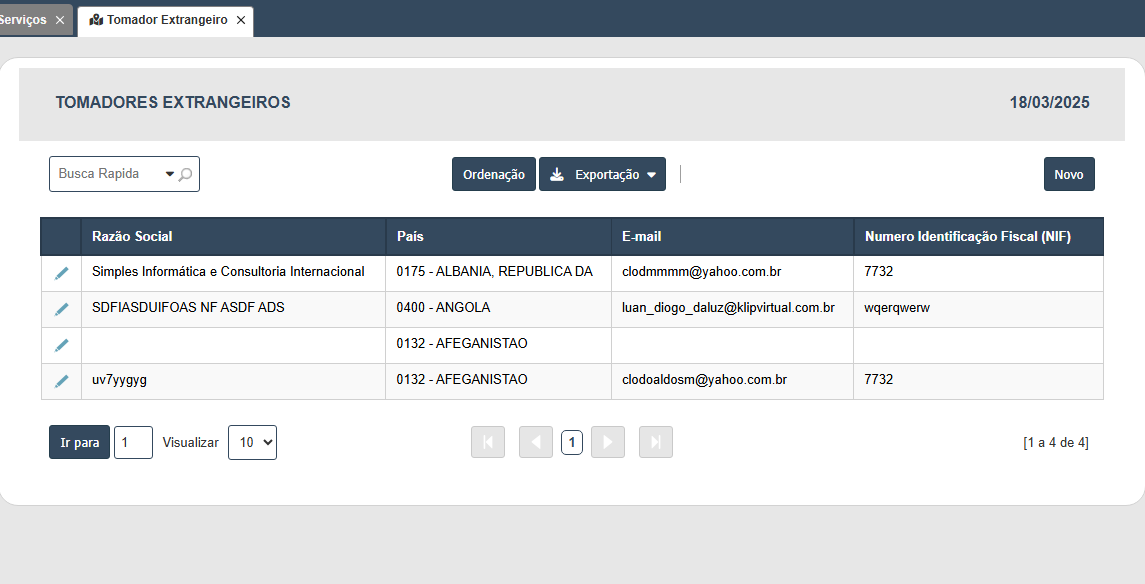 Serviços
Tomador Extrangeiro
TOMADORES EXTRANGEIROS 18/03/2025
Busca Rapida Ordenação Exportação Novo
Razão Social País E-mail Numero Identificação Fiscal (NIF)
Simples Informática e Consultoria Internacional 0175 - ALBANIA, REPUBLICA DA clodmmmm@yahoo.com.br 7732
SDFIASDUIFOAS NF ASDF ADS 0400 - ANGOLA luan_diogo_daluz@klipvirtual.com.br wqerqwerw
0132 - AFEGANISTAO
uv7yygyg 0132 - AFEGANISTAO clodoaldosm@yahoo.com.br 7732
Ir para 1 Visualizar 10 1 [1 a 4 de 4]